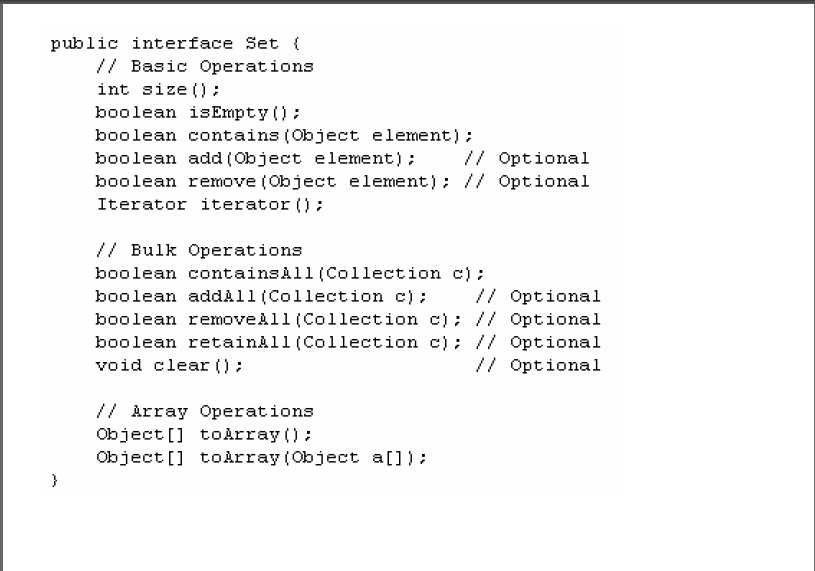 public interface Set {
    // Basic Operations
    int size();
    boolean isEmpty();
    boolean contains(Object element);
    boolean add(Object element);    // Optional
    boolean remove(Object element); // Optional
    Iterator iterator();

    // Bulk Operations
    boolean containsAll(Collection c);
    boolean addAll(Collection c);    // Optional
    boolean removeAll(Collection c); // Optional
    boolean retainAll(Collection c); // Optional
    void clear();                    // Optional

    // Array Operations
    Object[] toArray();
    Object[] toArray(Object a[]);
}